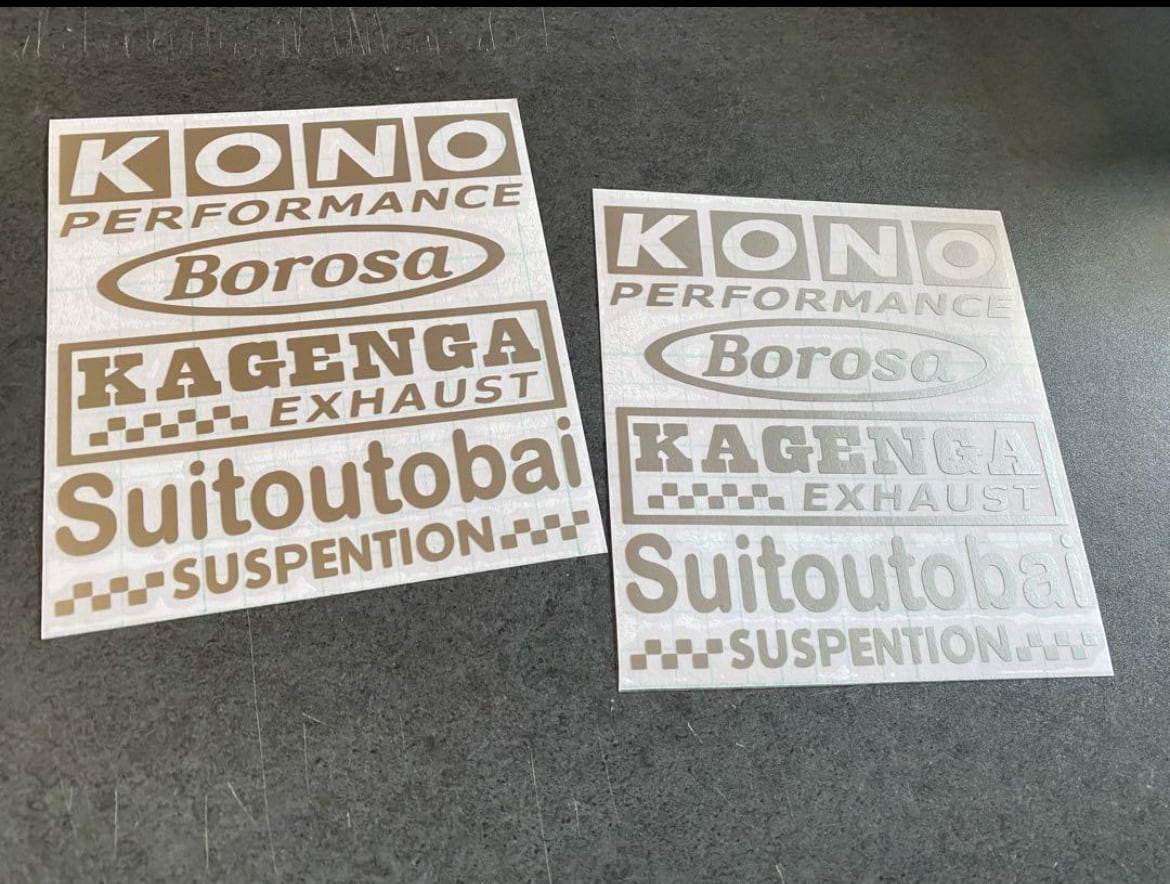 KONO
PERFORMANCE
Borosa
KAGENGA
EXHAUST
Suitoutobai
SUSPENTION
KONO
PERFORMANCE
Borosa
KAGENGA
EXHAUST
Suitoutobai
SUSPENTION